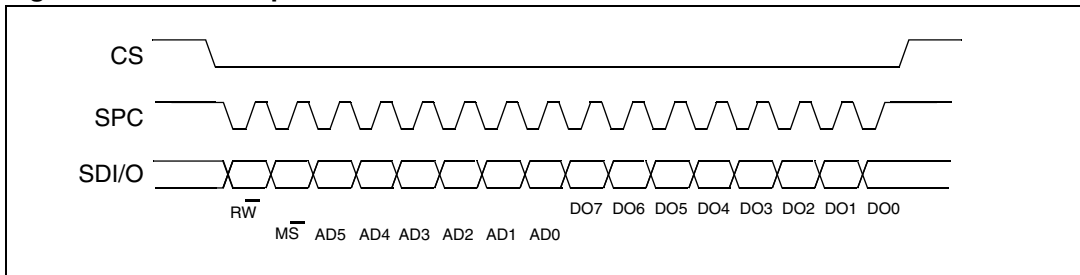 CS
SPC
SDI/O
RW DO7 DO6 DO5 DO4 DO3 DO2 DO1 DO0
MS AD5 AD4 AD3 AD2 AD1 AD0